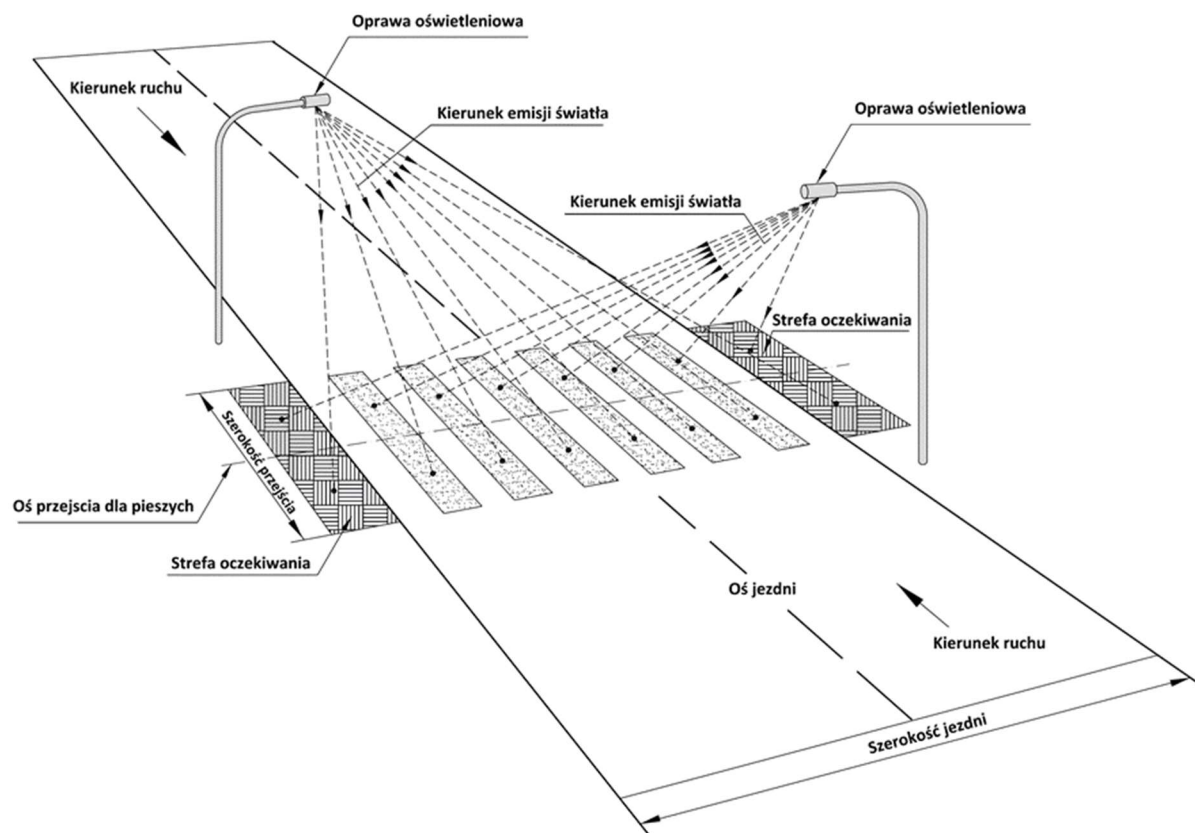 Oprawa oświetleniowa
Kierunek ruchu
Kierunek emisji światła
Oprawa oświetleniowa
Kierunek emisji światła
Strefa oczekiwania
Szerokość przejścia
Oś przejscia dla pieszych
Strefa oczekiwania
Oś jezdni
Kierunek ruchu
Szerokość jezdni